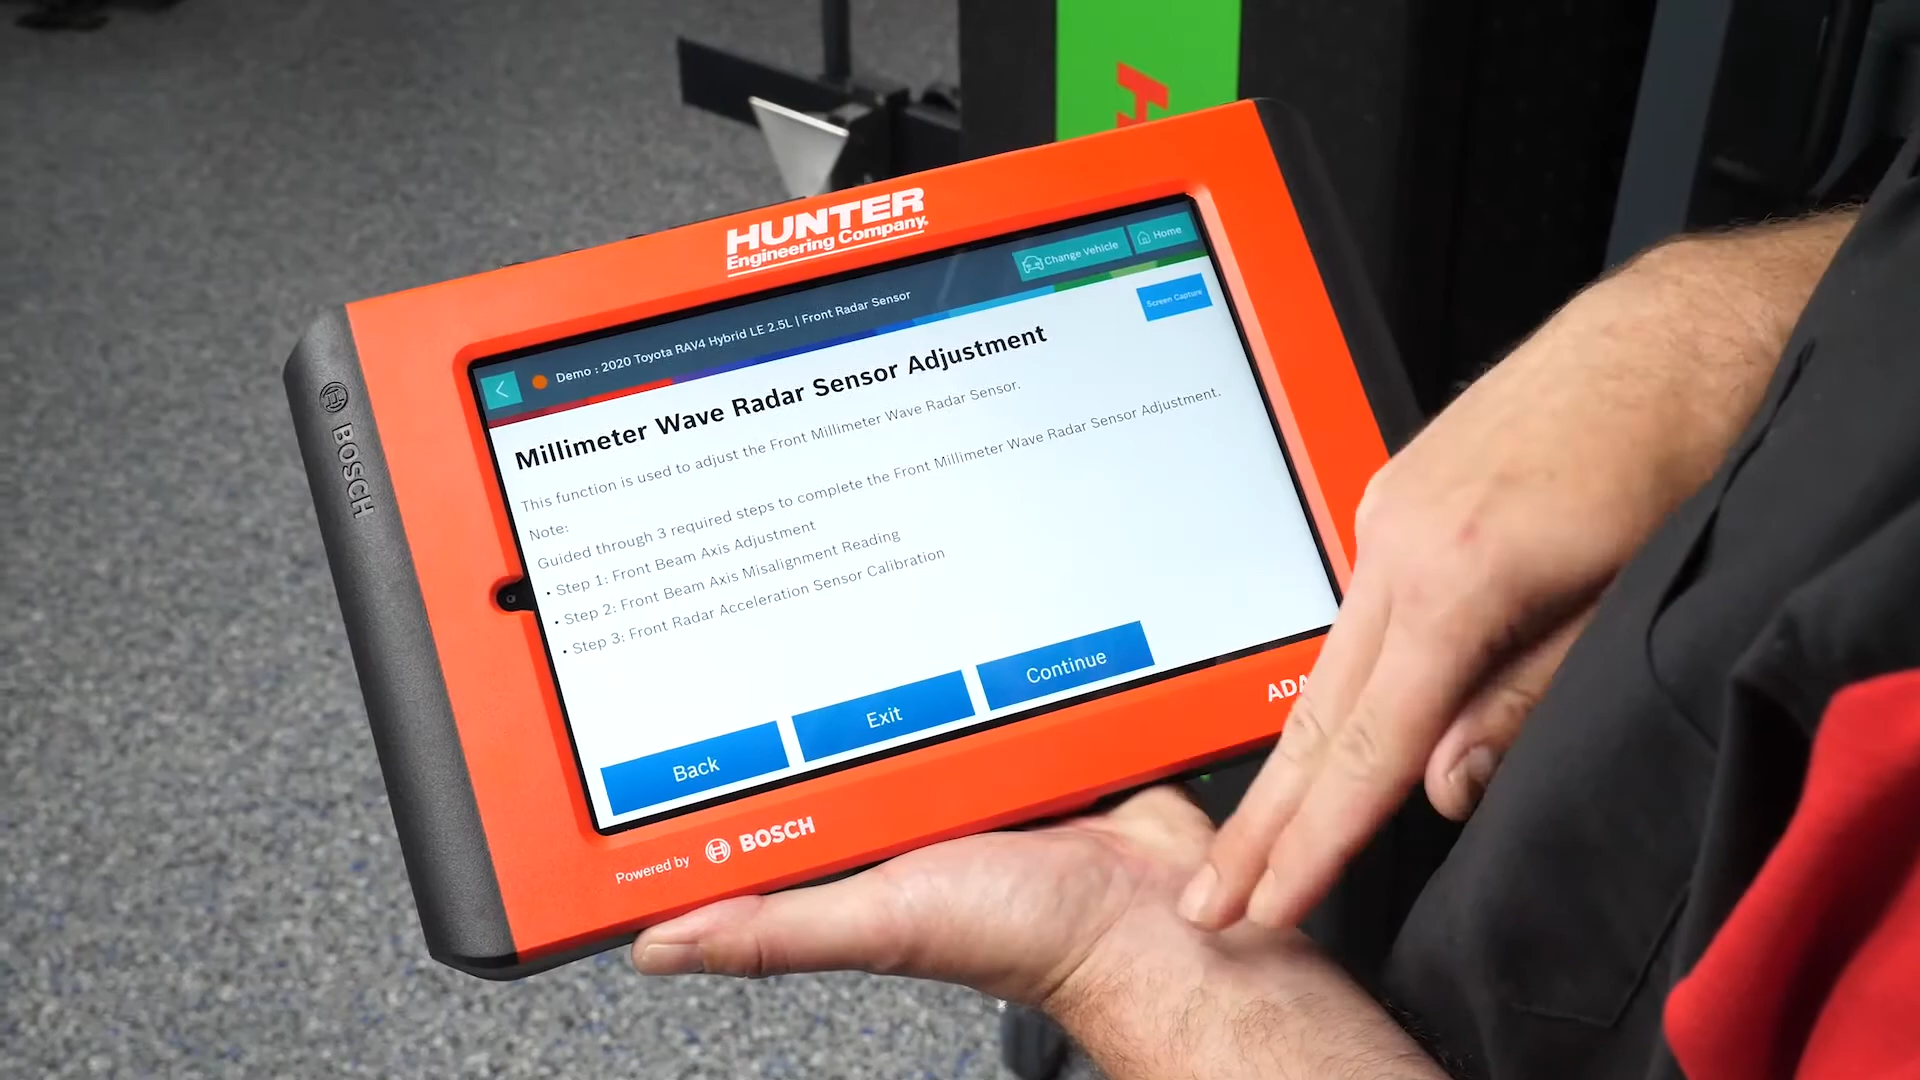 H
HUNTER
Engineering Company.
Change Vehicle
Home
Demo : 2020 Toyota RAV4 Hybrid LE 2.5L | Front Radar Sensor
Screen Capture
Millimeter Wave Radar Sensor Adjustment
This function is used to adjust the Front Millimeter Wave Radar Sensor.
Note:
Guided through 3 required steps to complete the Front Millimeter Wave Radar Sensor Adjustment.
• Step 1: Front Beam Axis Adjustment
• Step 2: Front Beam Axis Misalignment Reading
• Step 3: Front Radar Acceleration Sensor Calibration
Back
Exit
Continue
BOSCH
Powered by BOSCH